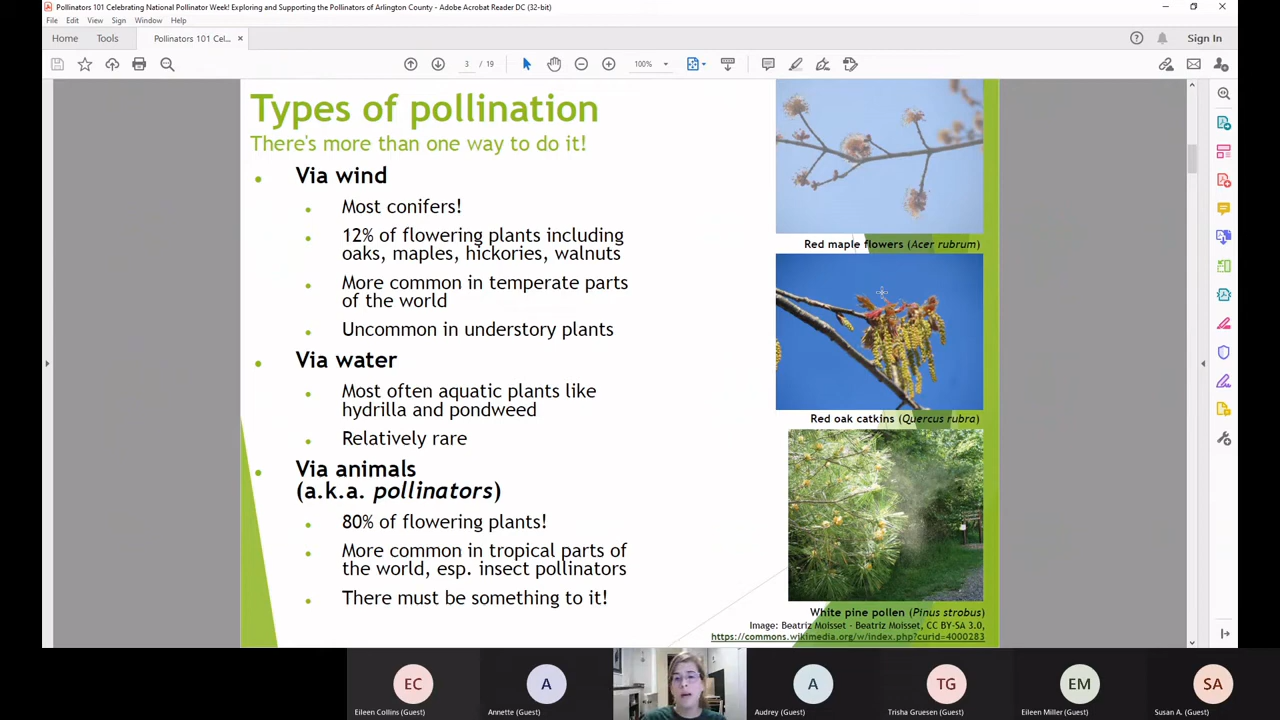 Pollinators 101 Celebrating National Pollinator Week! Exploring and Supporting the Pollinators of Arlington County - Adobe Acrobat Reader DC (32-bit)
File Edit View Sign Window Help
Home Tools Pollinators 101 Cel... × Sign In
3 / 19 100%
Types of pollination
There's more than one way to do it!
Via wind
Most conifers!
12% of flowering plants including
oaks, maples, hickories, walnuts
More common in temperate parts
of the world
Uncommon in understory plants
Via water
Most often aquatic plants like
hydrilla and pondweed
Relatively rare
Via animals
(a.k.a. pollinators)
80% of flowering plants!
More common in tropical parts of
the world, esp. insect pollinators
There must be something to it!
Red maple flowers (Acer rubrum)
Red oak catkins (Quercus rubra)
White pine pollen (Pinus strobus)
Image: Beatriz Moisset - Beatriz Moisset, CC BY-SA 3.0,
https://commons.wikimedia.org/w/index.php?curid=4000283
EC A A TG EM SA
Eileen Collins (Guest) Annette (Guest) Audrey (Guest) Trisha Gruesen (Guest) Eileen Miller (Guest) Susan A. (Guest)